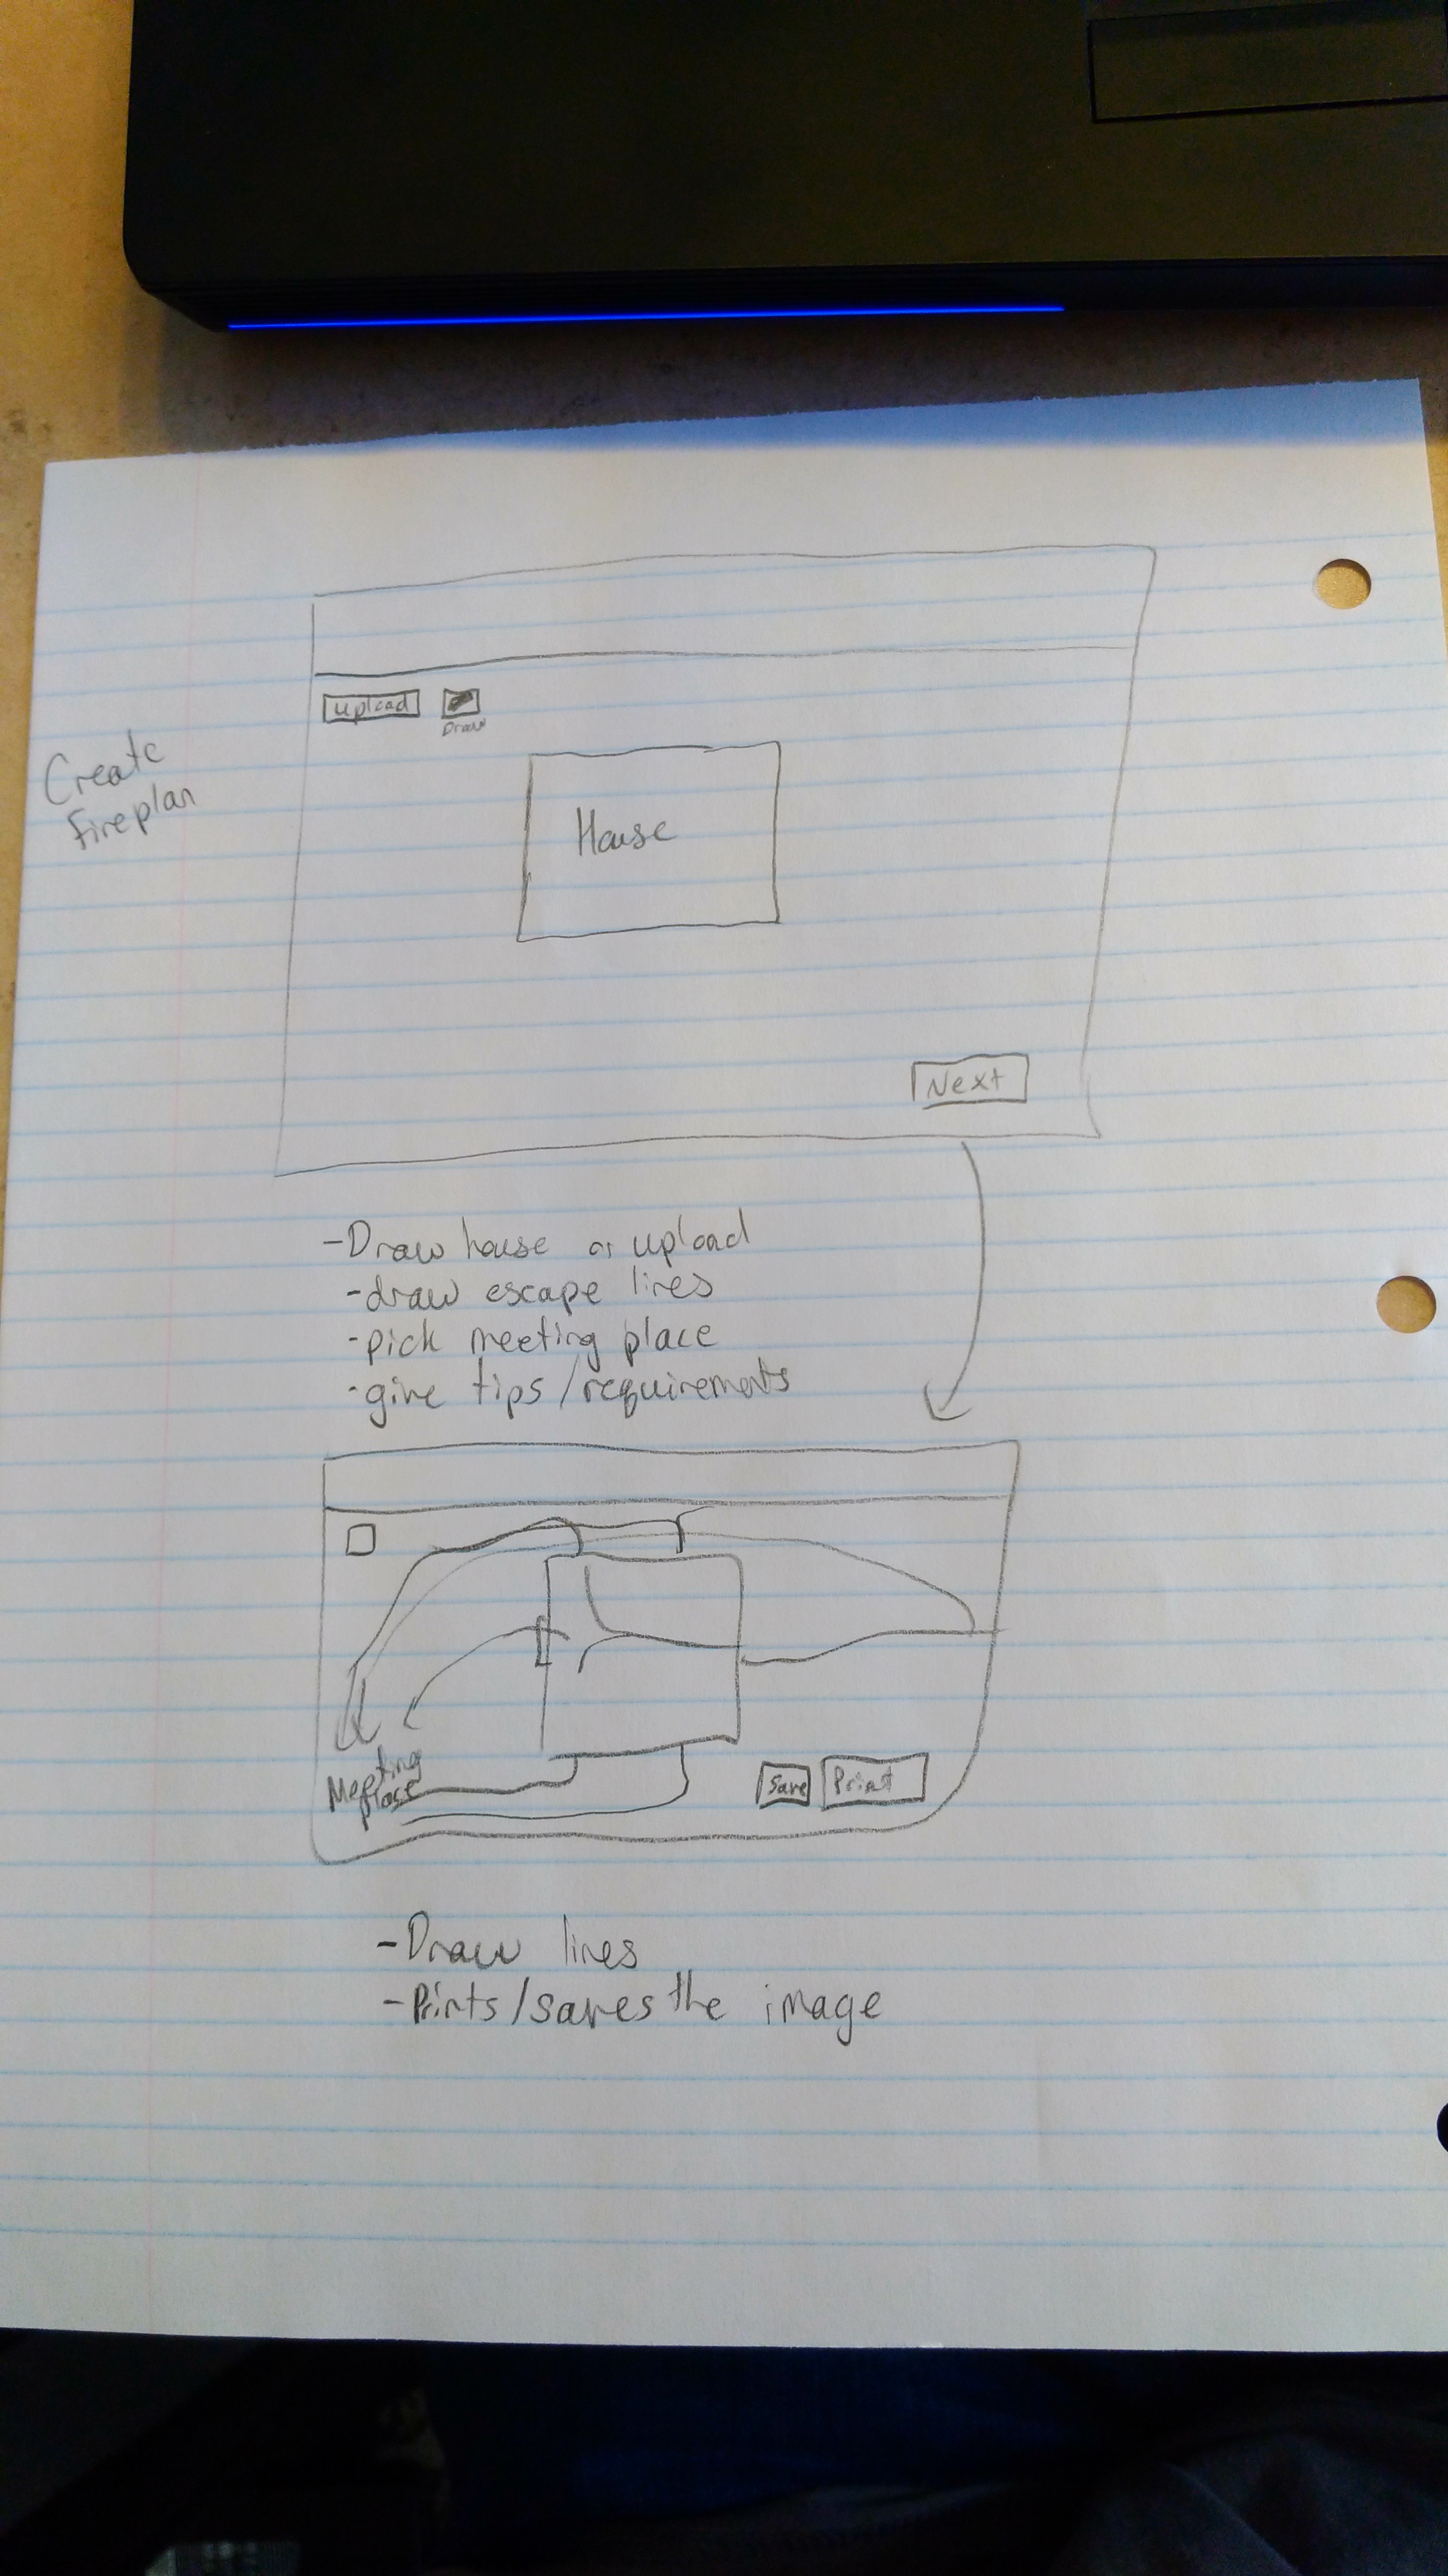 Upload
Draw
Create
fireplan
House
Next
-Draw house or upload
-draw escape lines
-pick meeting place
-give tips/requirements
Meeting
place
Save
Print
-Draw lines
-Prints/saves the image